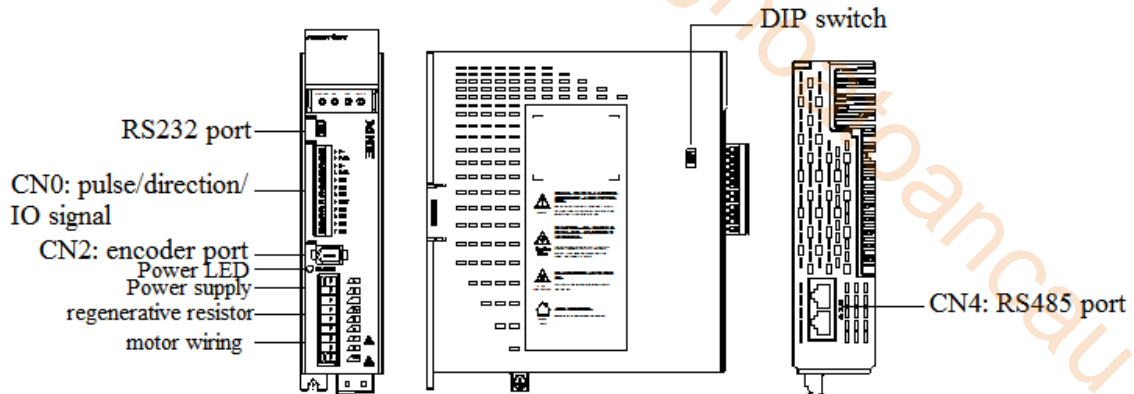 DIP switch
RS232 port
XINJE
CN0: pulse/direction/
IO signal
CN2: encoder port
Power LED
Power supply
regenerative resistor
motor wiring
CN4: RS485 port